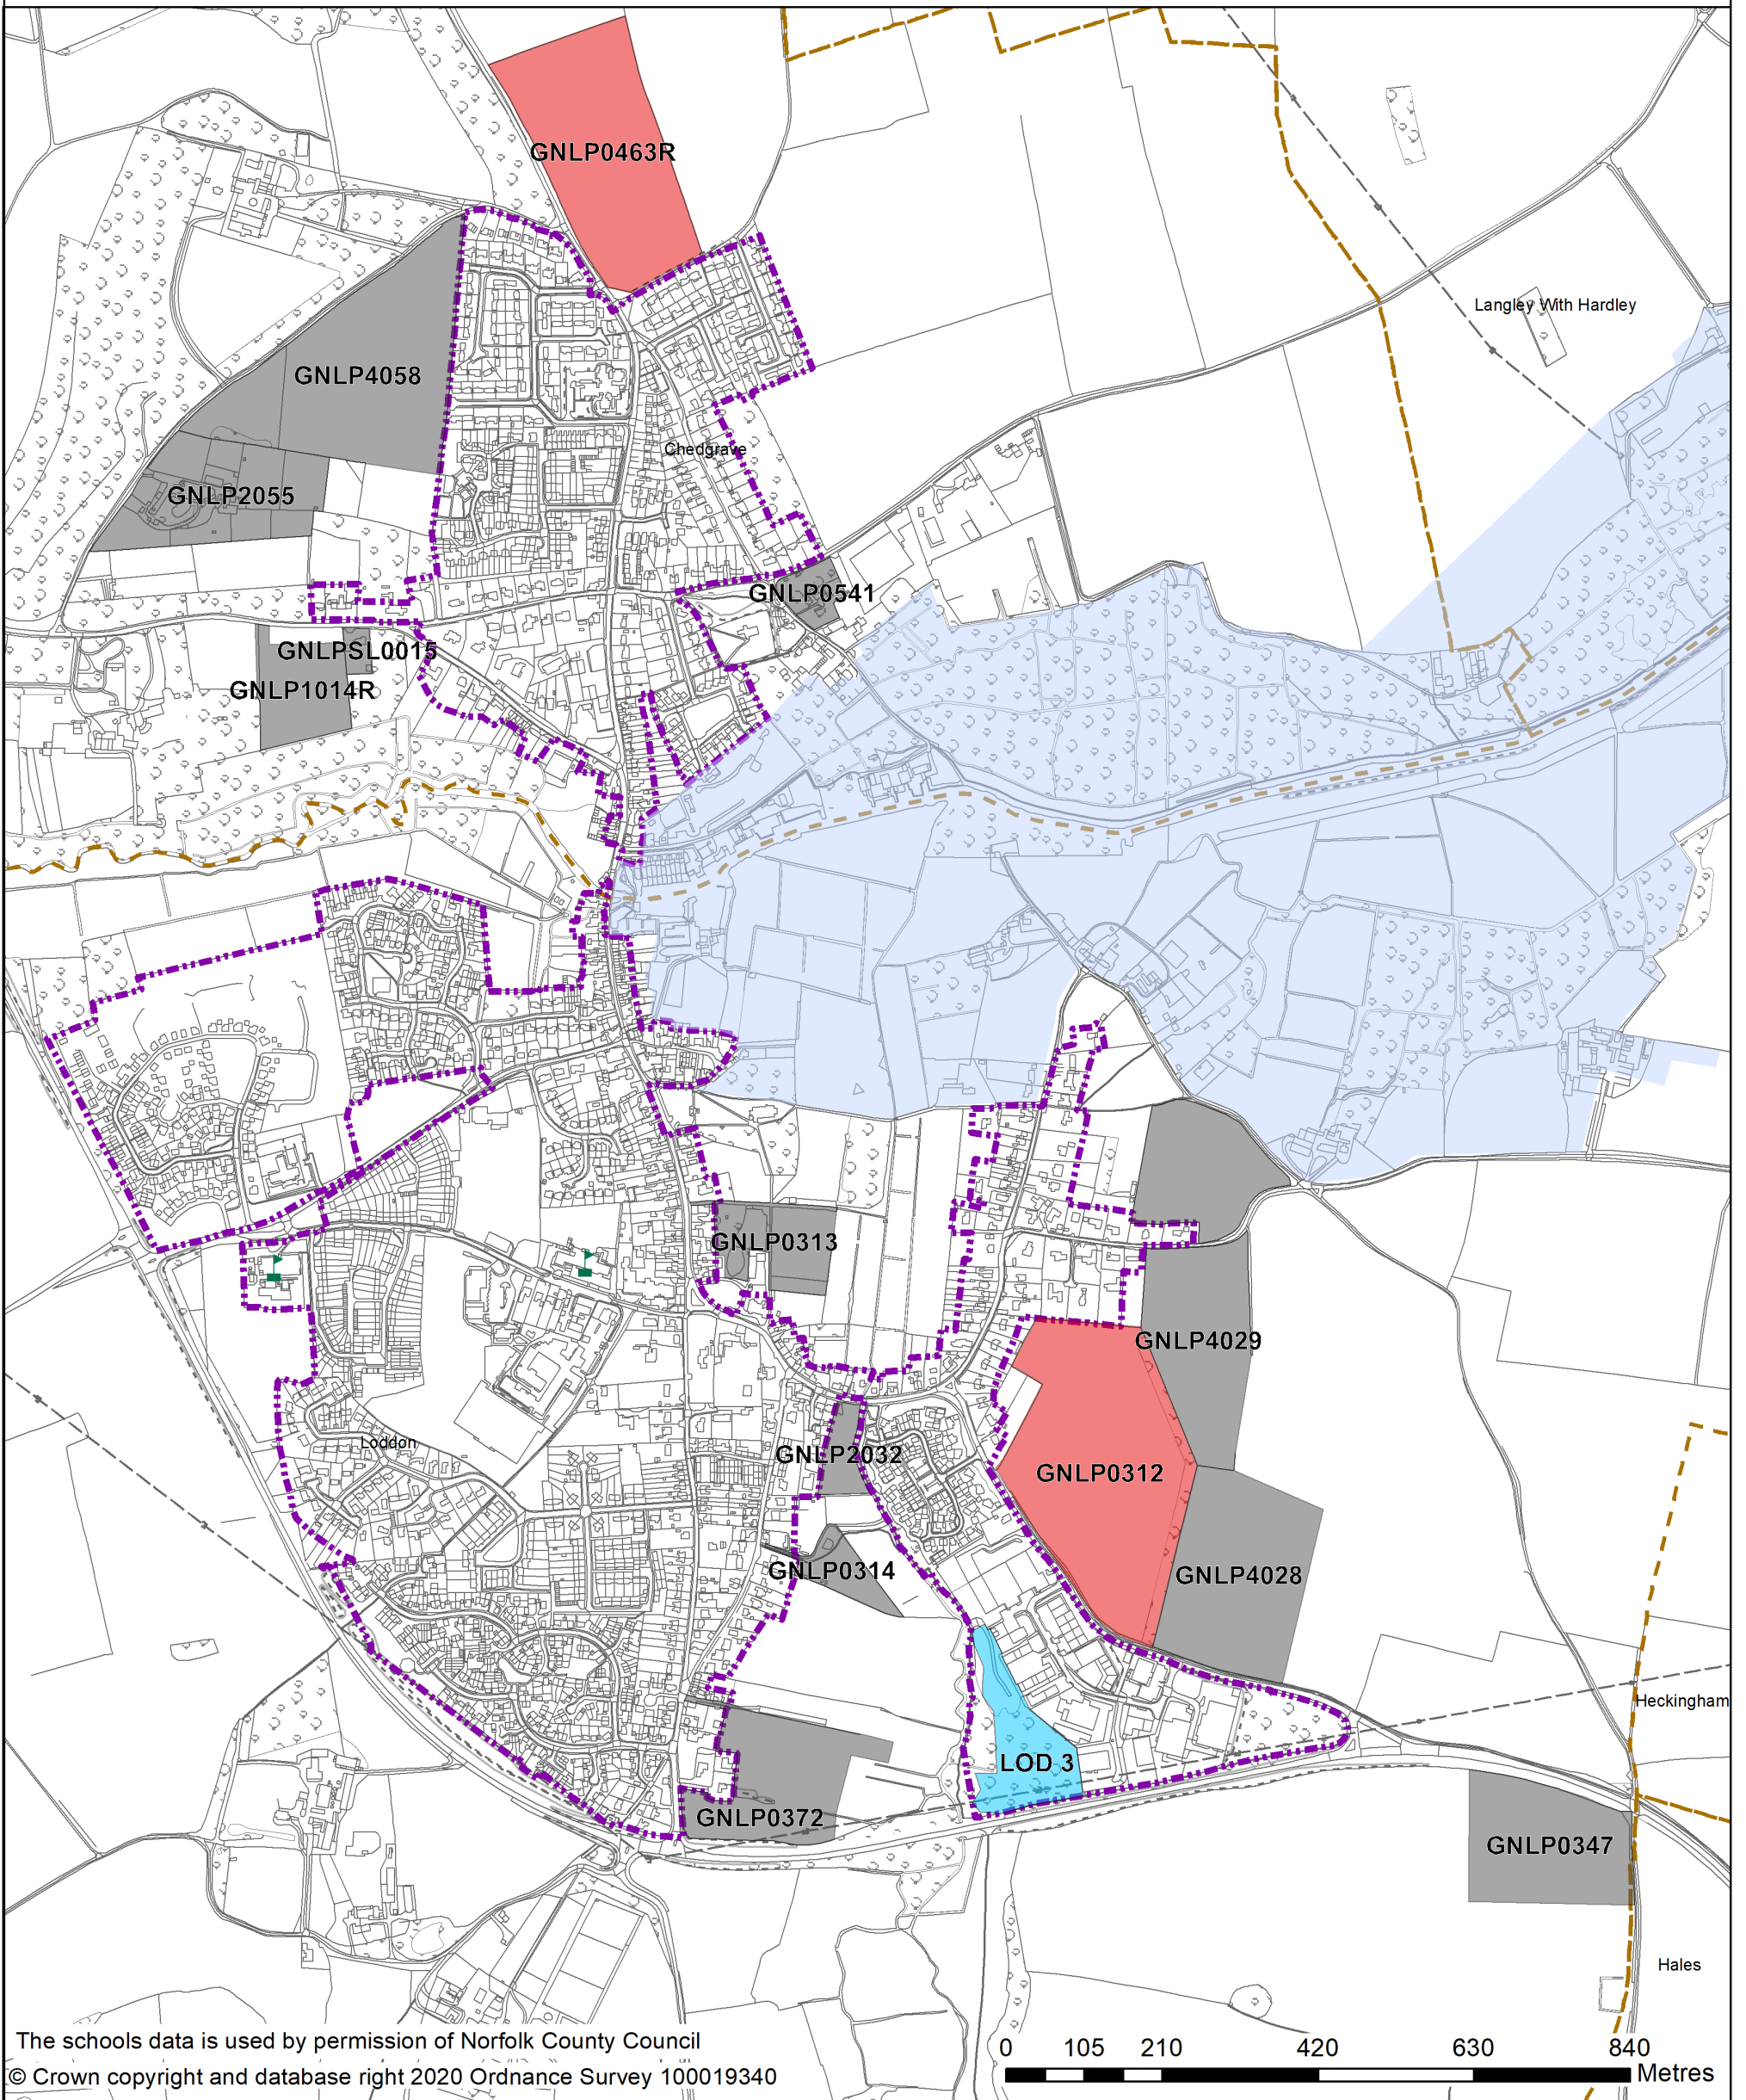 GNLP0463R
Langley With Hardley
GNLP4058
Chedgrave
GNLP2055
GNLP0541
GNLPSL0015
GNLP1014R
GNLP0313
GNLP4029
Loddon
GNLP2032
GNLP0312
GNLP0314
GNLP4028
Heckingham
LOD 3
GNLP0372
GNLP0347
Hales
The schools data is used by permission of Norfolk County Council
© Crown copyright and database right 2020 Ordnance Survey 100019340
0 105 210 420 630 840
Metres